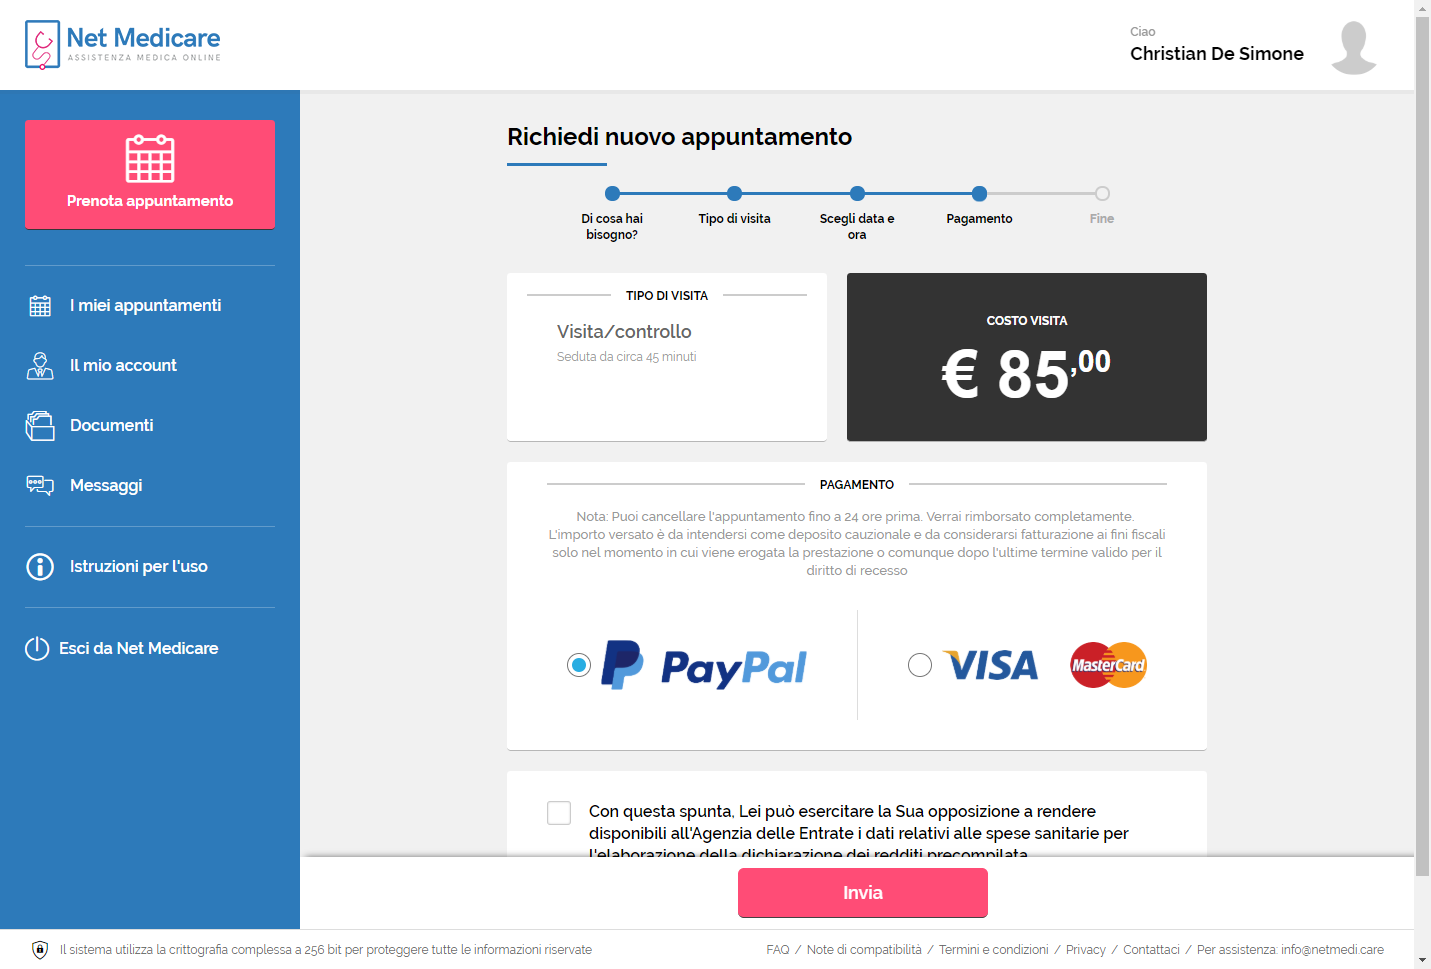 Net Medicare
ASSISTENZA MEDICA ONLINE
Ciao
Christian De Simone
Prenota appuntamento
I miei appuntamenti
Il mio account
Documenti
Messaggi
Istruzioni per l'uso
Esci da Net Medicare
Richiedi nuovo appuntamento
Di cosa hai
bisogno?
Tipo di visita
Scegli data e
ora
Pagamento
Fine
TIPO DI VISITA
Visita/controllo
Seduta da circa 45 minuti
COSTO VISITA
€ 85,00
PAGAMENTO
Nota: Puoi cancellare l'appuntamento fino a 24 ore prima. Verrai rimborsato completamente.
L'importo versato è da intendersi come deposito cauzionale e da considerarsi fatturazione ai fini fiscali
solo nel momento in cui viene erogata la prestazione o comunque dopo l'ultime termine valido per il
diritto di recesso
PayPal
VISA
MasterCard
Con questa spunta, Lei può esercitare la Sua opposizione a rendere
disponibili all'Agenzia delle Entrate i dati relativi alle spese sanitarie per
l'elaborazione della dichiarazione dei redditi precompilata
Invia
Il sistema utilizza la crittografia complessa a 256 bit per proteggere tutte le informazioni riservate
FAQ / Note di compatibilità / Termini e condizioni / Privacy / Contattaci / Per assistenza: info@netmedi.care